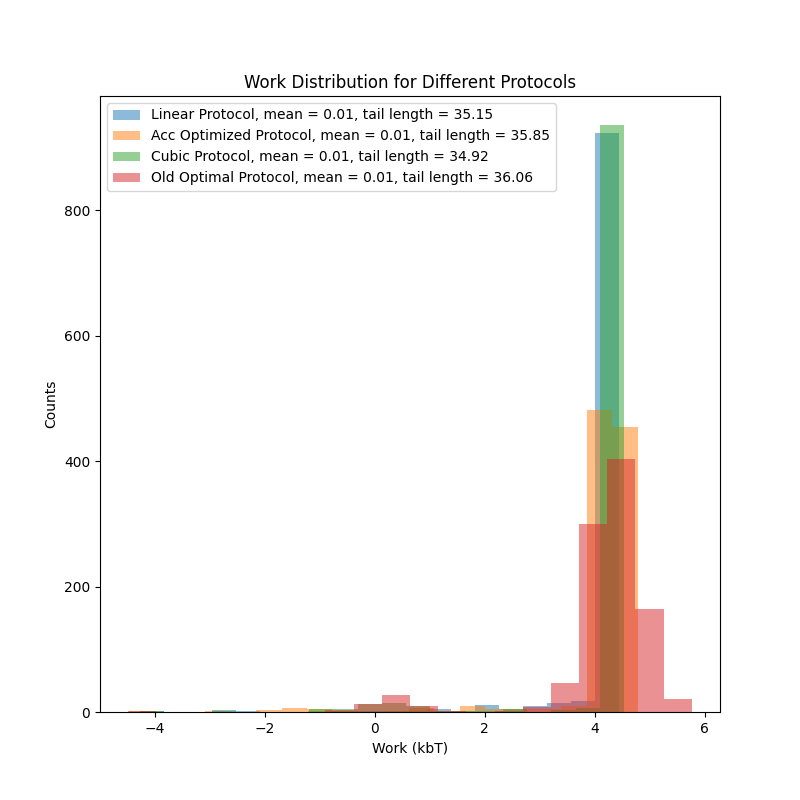 Work Distribution for Different Protocols
Linear Protocol, mean = 0.01, tail length = 35.15
Acc Optimized Protocol, mean = 0.01, tail length = 35.85
Cubic Protocol, mean = 0.01, tail length = 34.92
Old Optimal Protocol, mean = 0.01, tail length = 36.06
800
600
400
200
0
Counts
−4 −2 0 2 4 6
Work (kbT)